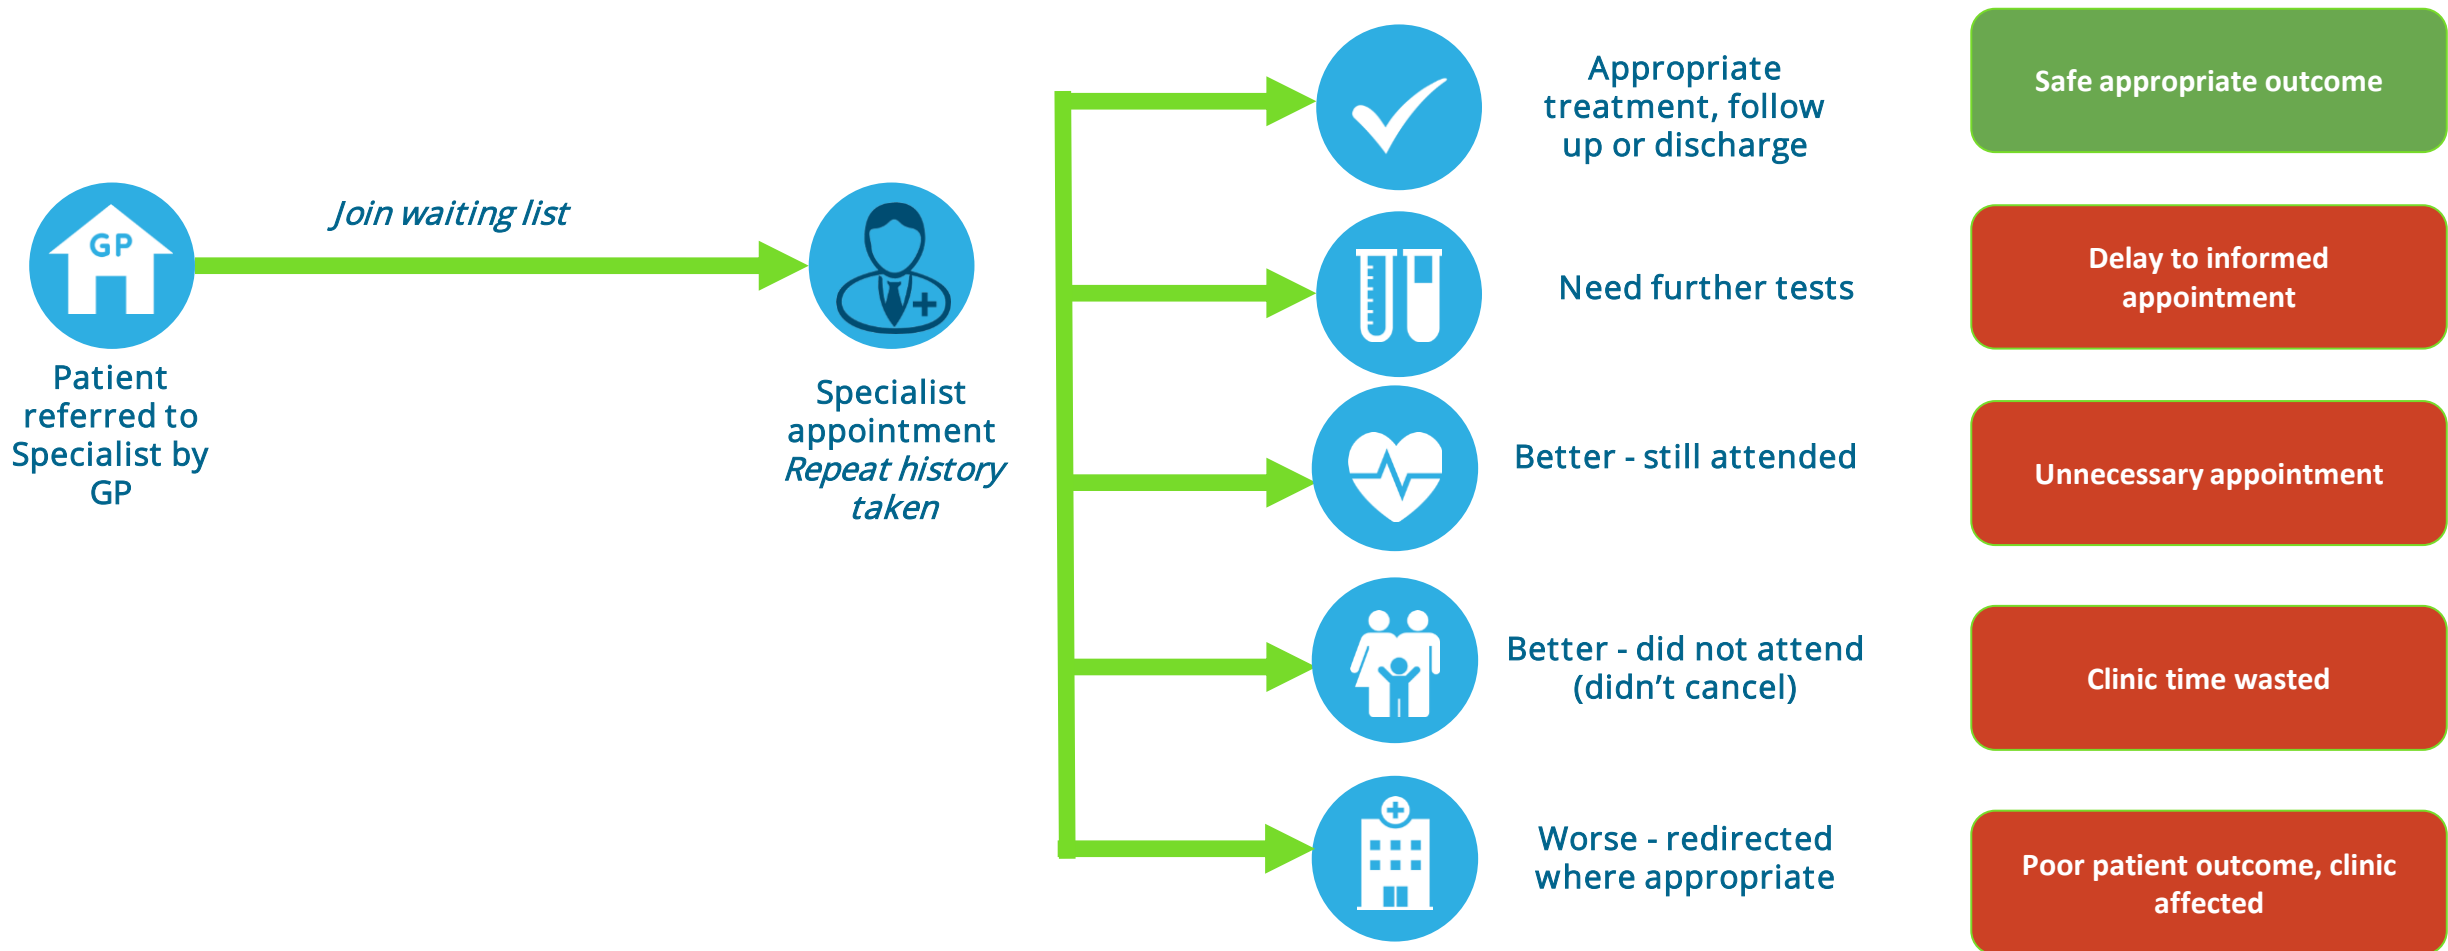 GP
Patient
referred to
Specialist by
GP
Join waiting list
Specialist
appointment
Repeat history
taken
Appropriate
treatment, follow
up or discharge
Safe appropriate outcome
Need further tests
Delay to informed
appointment
Better - still attended
Unnecessary appointment
Better - did not attend
(didn’t cancel)
Clinic time wasted
Worse - redirected
where appropriate
Poor patient outcome, clinic
affected